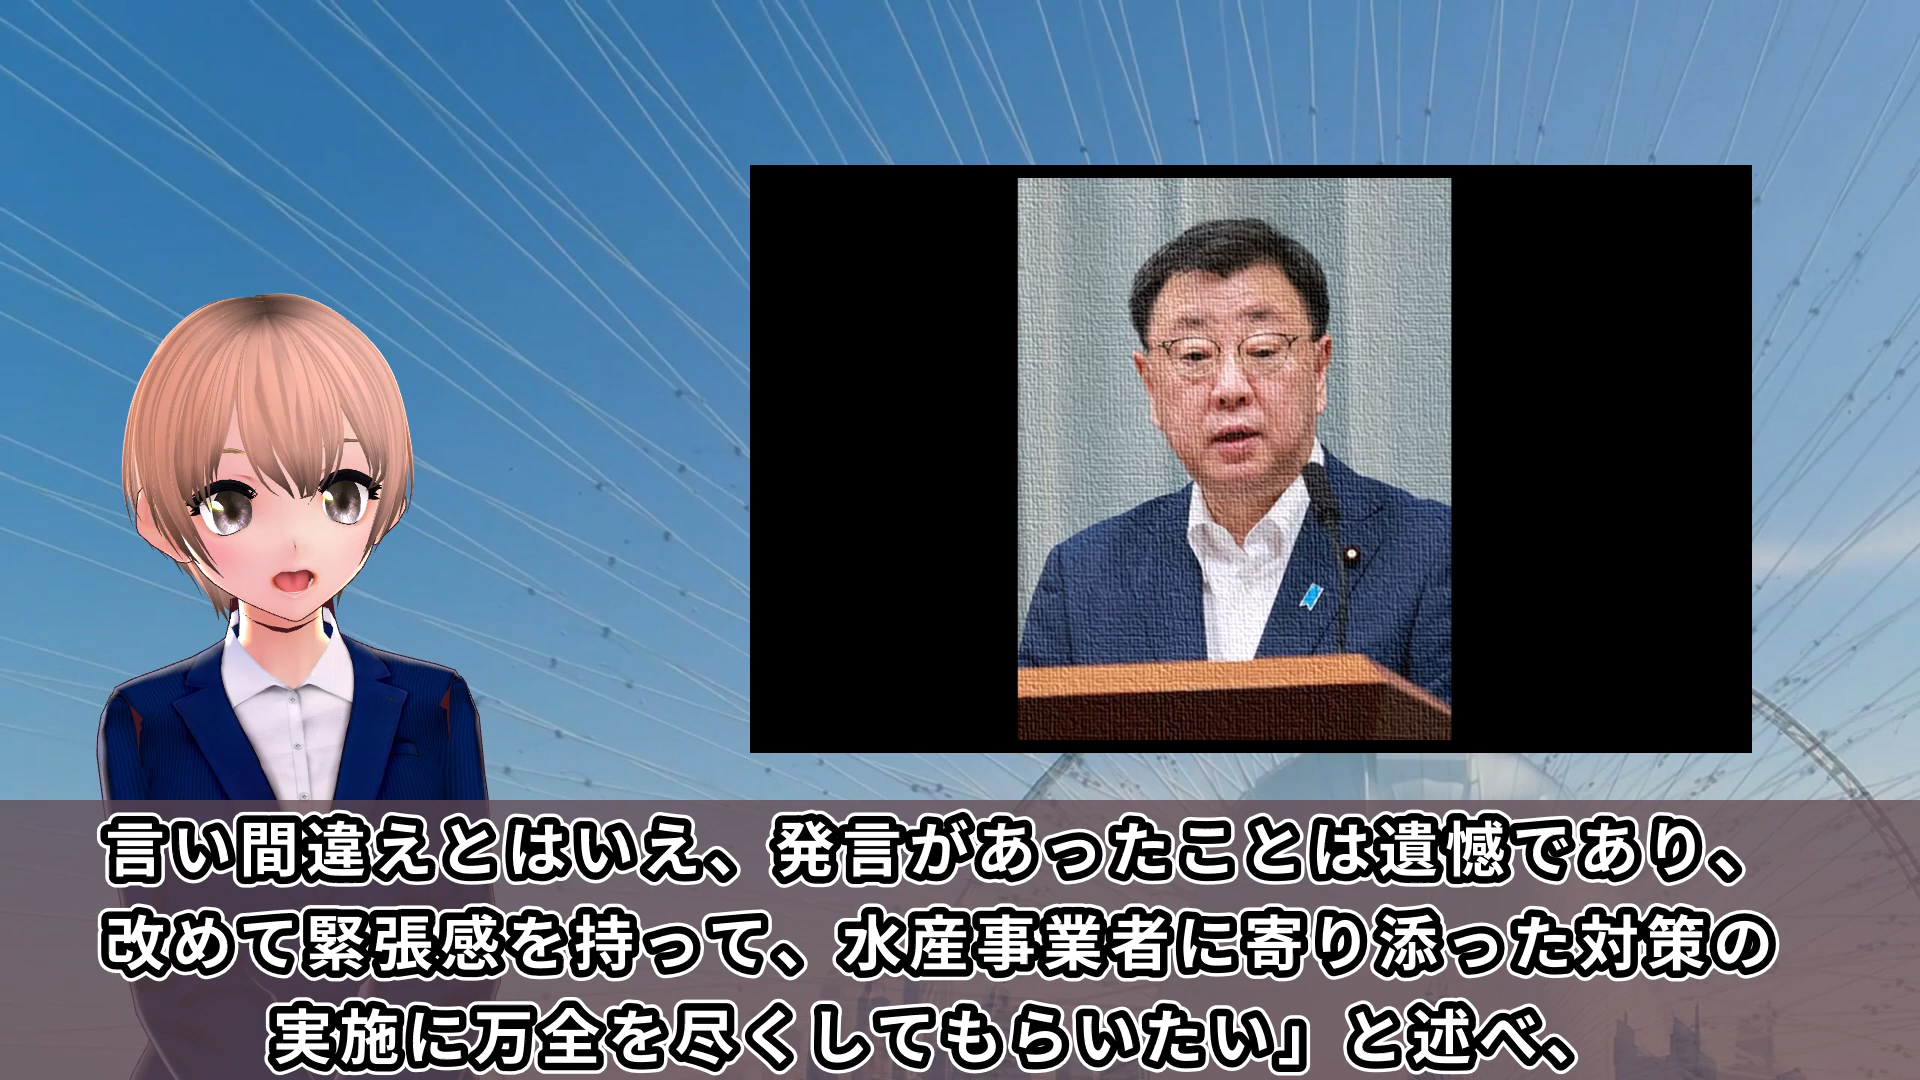 言い間違えとはいえ、発言があったことは遺憾であり、
改めて緊張感を持って、水産事業者に寄り添った対策の
実施に万全を尽くしてもらいたい」と述べ、